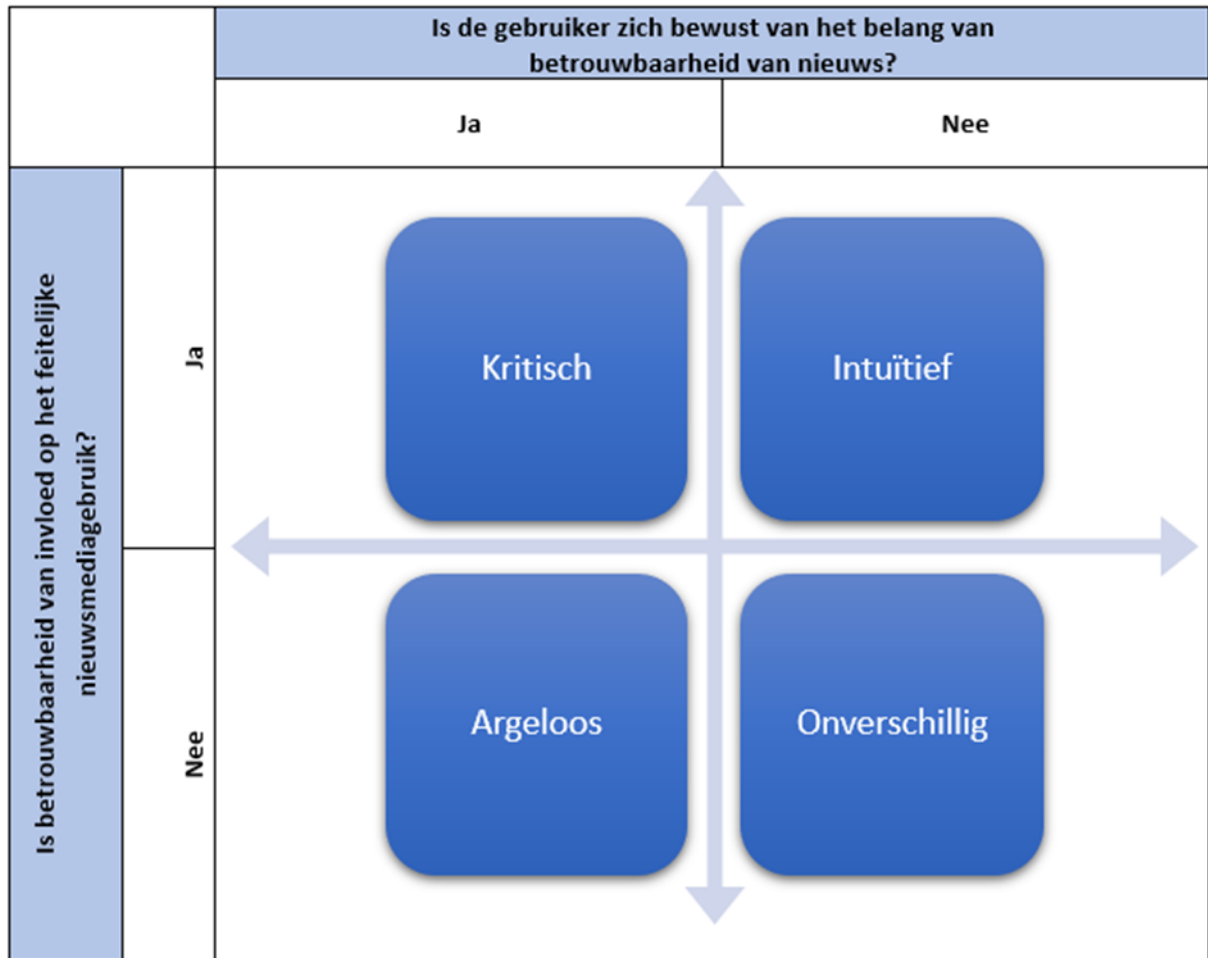 Is de gebruiker zich bewust van het belang van
betrouwbaarheid van nieuws?
Ja
Nee
Is betrouwbaarheid van invloed op het feitelijke
nieuwsmediagebruik?
Ja
Kritisch
Intuïtief
Nee
Argeloos
Onverschillig